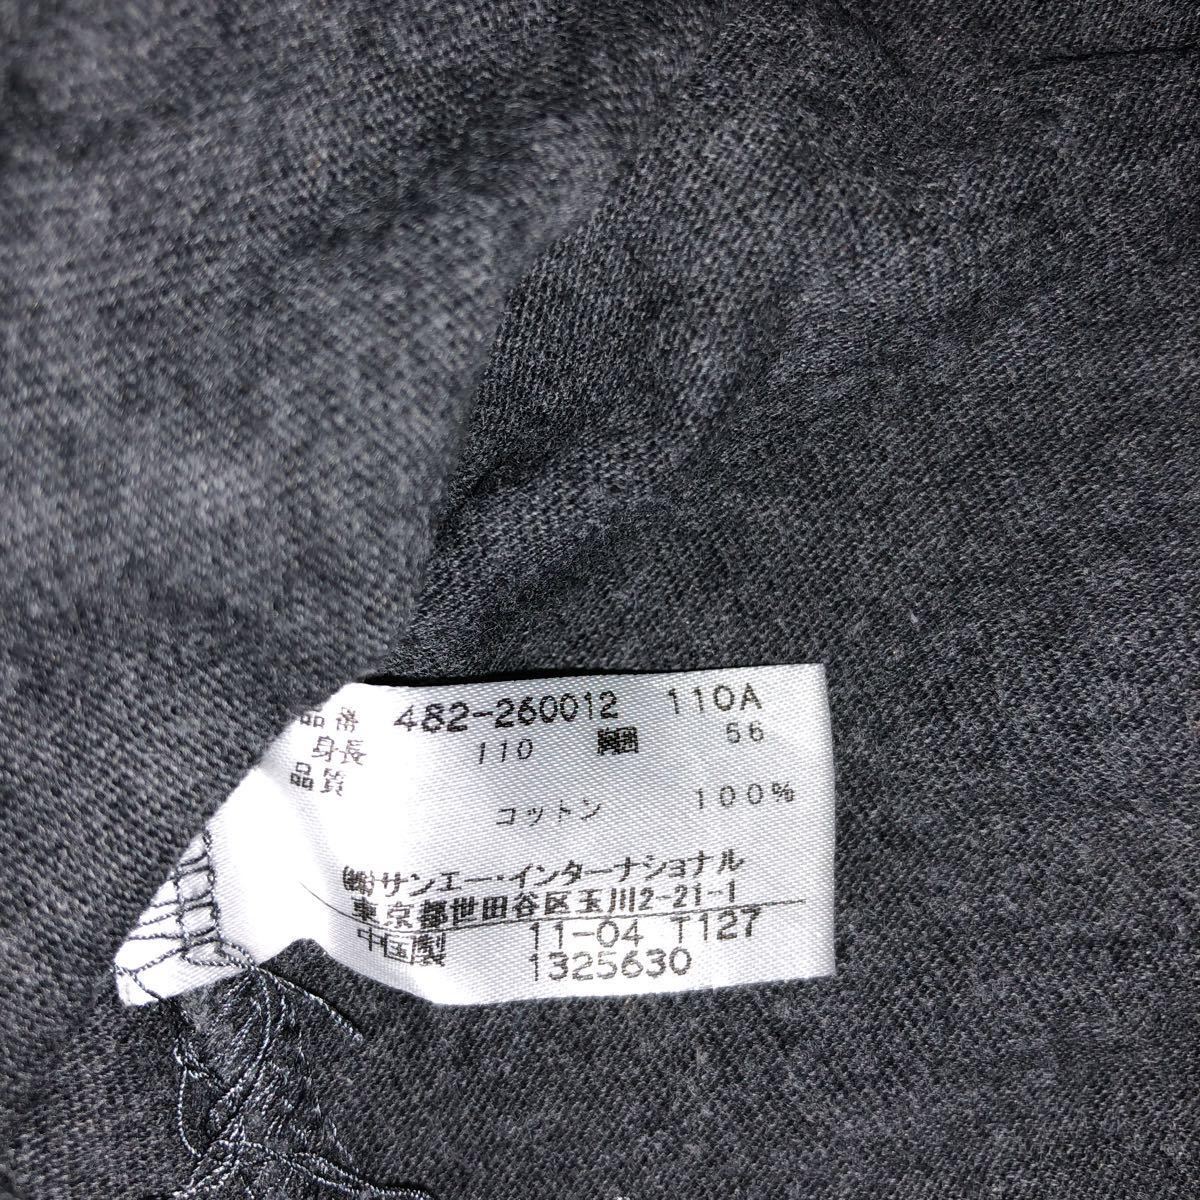 品番 482-260012 110A
身長 110 胸囲 56
品質
コットン 100%
㈱サンエー・インターナショナル
東京都世田谷区玉川2-21-1
中国製 11-04 T127
1325630